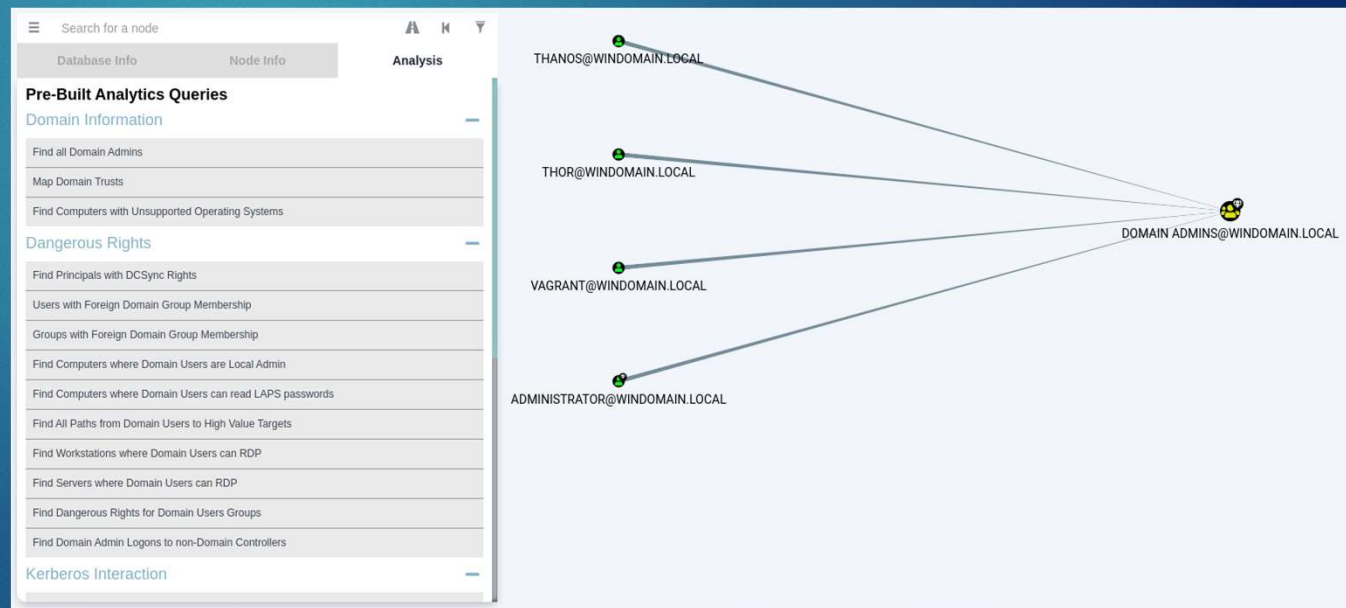 Search for a node
Database Info
Node Info
Analysis
Pre-Built Analytics Queries
Domain Information
Find all Domain Admins
Map Domain Trusts
Find Computers with Unsupported Operating Systems
Dangerous Rights
Find Principals with DCSync Rights
Users with Foreign Domain Group Membership
Groups with Foreign Domain Group Membership
Find Computers where Domain Users are Local Admin
Find Computers where Domain Users can read LAPS passwords
Find All Paths from Domain Users to High Value Targets
Find Workstations where Domain Users can RDP
Find Servers where Domain Users can RDP
Find Dangerous Rights for Domain Users Groups
Find Domain Admin Logons to non-Domain Controllers
Kerberos Interaction
THANOS@WINDOMAIN.LOCAL
THOR@WINDOMAIN.LOCAL
VAGRANT@WINDOMAIN.LOCAL
ADMINISTRATOR@WINDOMAIN.LOCAL
DOMAIN ADMINS@WINDOMAIN.LOCAL